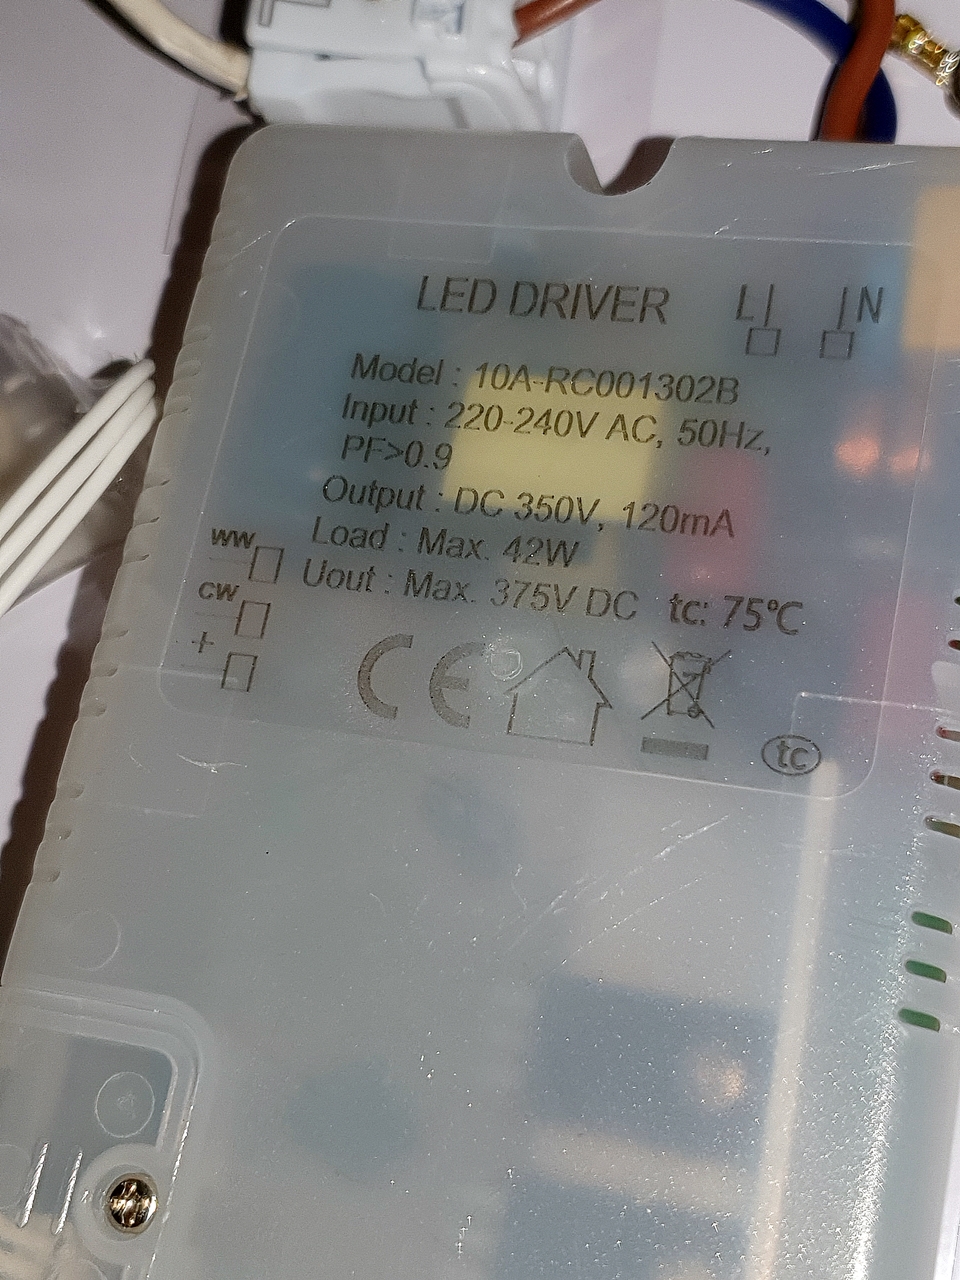 LED DRIVER
L N
Model : 10A-RC001302B
Input : 220-240V AC, 50Hz,
PF>0.9
Output : DC 350V, 120mA
Load : Max. 42W
Uout : Max. 375V DC tc: 75℃
WW
CW
+
CE
tc